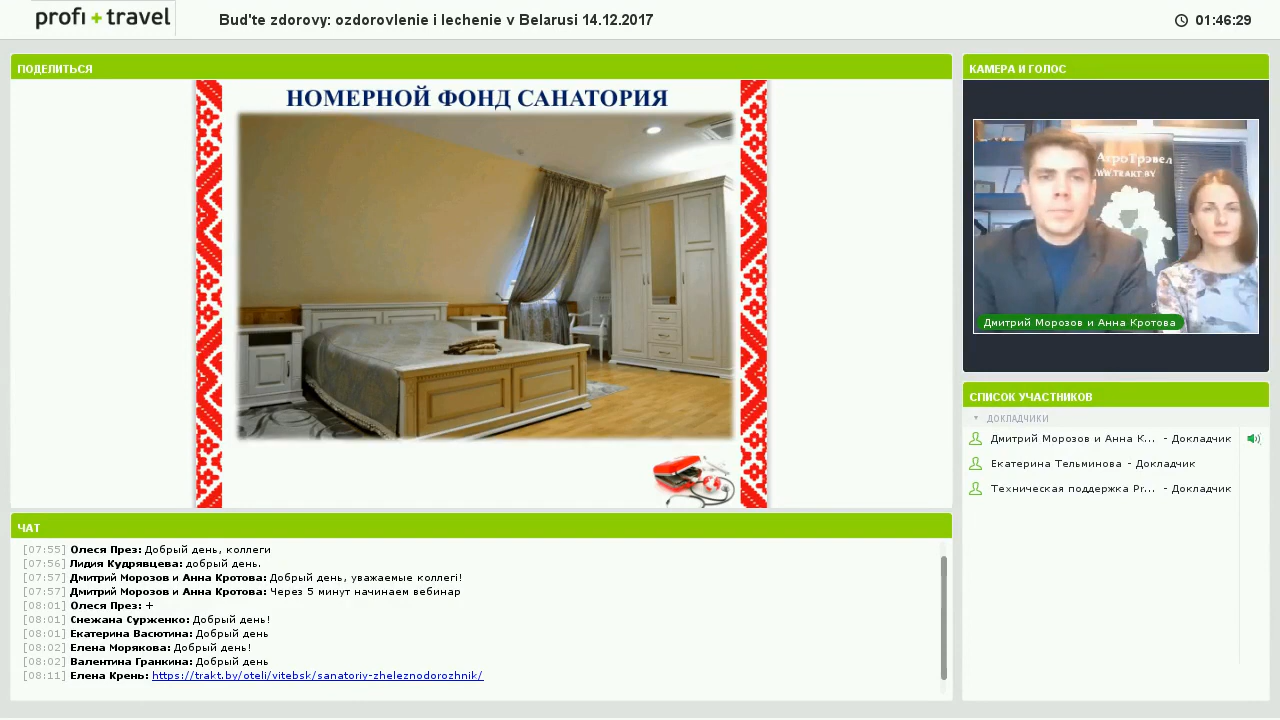 profi + travel
Bud'te zdorovy: ozdorovlenie i lechenie v Belarusi 14.12.2017
01:46:29
ПОДЕЛИТЬСЯ
НОМЕРНОЙ ФОНД САНАТОРИЯ
КАМЕРА И ГОЛОС
АгроТрэвел
WWW.TRAKT.BY
Дмитрий Морозов и Анна Кротова
СПИСОК УЧАСТНИКОВ
ДОКЛАДЧИКИ
Дмитрий Морозов и Анна К... - Докладчик
Екатерина Тельминова - Докладчик
Техническая поддержка Pr... - Докладчик
ЧАТ
[07:55] Олеся През: Добрый день, коллеги
[07:56] Лидия Кудрявцева: добрый день.
[07:57] Дмитрий Морозов и Анна Кротова: Добрый день, уважаемые коллегі!
[07:57] Дмитрий Морозов и Анна Кротова: Через 5 минут начинаем вебинар
[08:01] Олеся През: +
[08:01] Снежана Сурженко: Добрый день!
[08:01] Екатерина Васютина: Добрый день
[08:02] Елена Морякова: Добрый день!
[08:02] Валентина Гранкина: Добрый день
[08:11] Елена Крень: https://trakt.by/oteli/vitebsk/sanatoriy-zheleznodorozhnik/